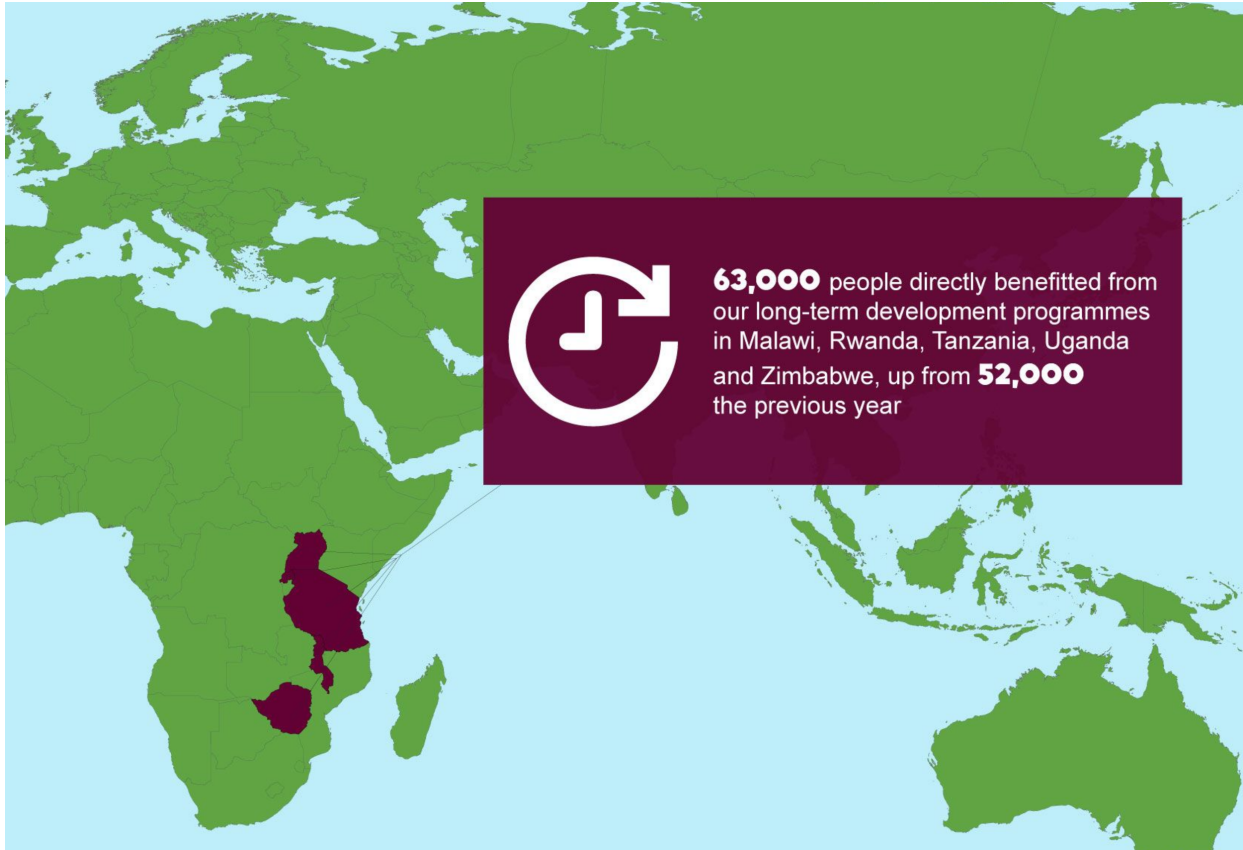 63,000 people directly benefitted from
our long-term development programmes
in Malawi, Rwanda, Tanzania, Uganda
and Zimbabwe, up from 52,000
the previous year